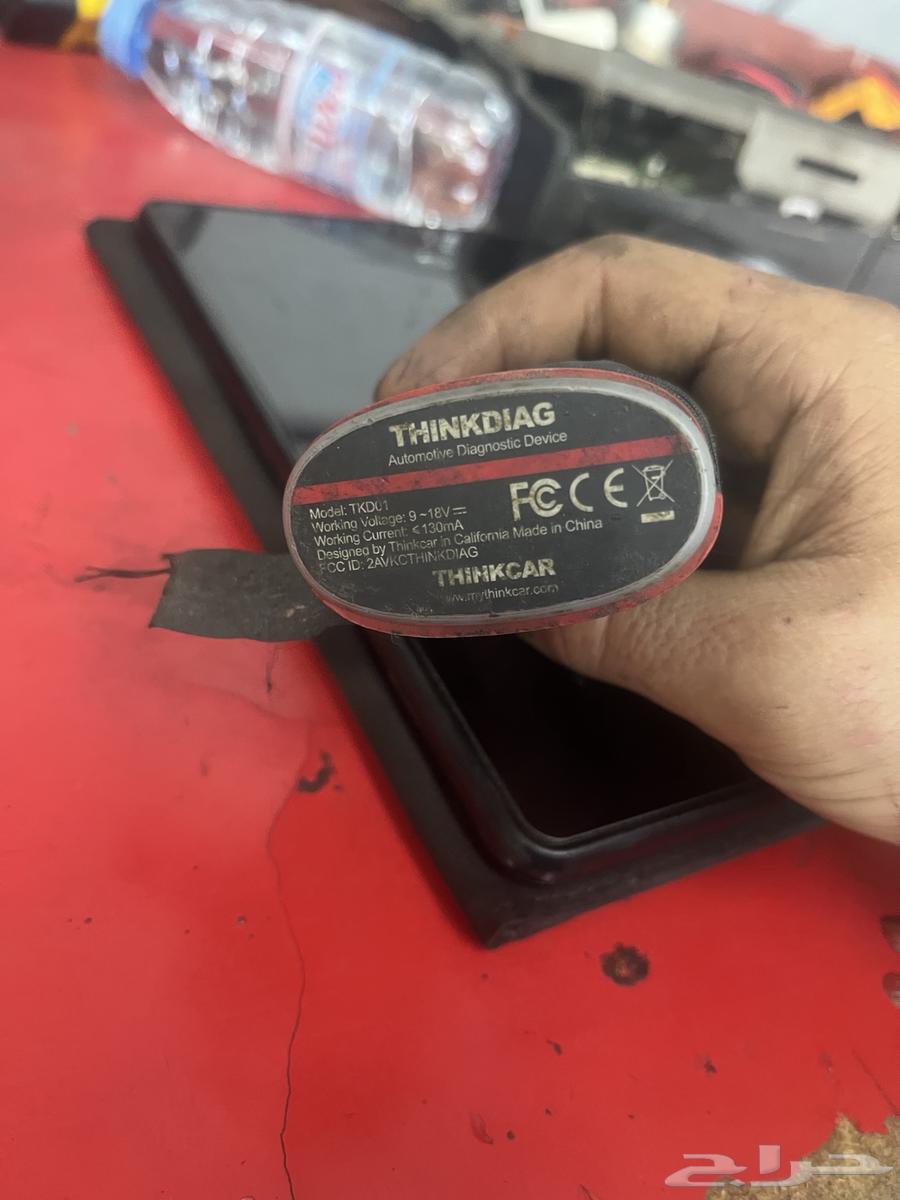 THINKDIAG
Automotive Diagnostic Device
Model: TKD01
Working Voltage: 9 ~18V
Working Current: ≤130mA
Designed by Thinkcar in California Made in China
FCC ID: 2AVKCTHINKDIAG
FC CE
THINKCAR
www.mythinkcar.com
حراج